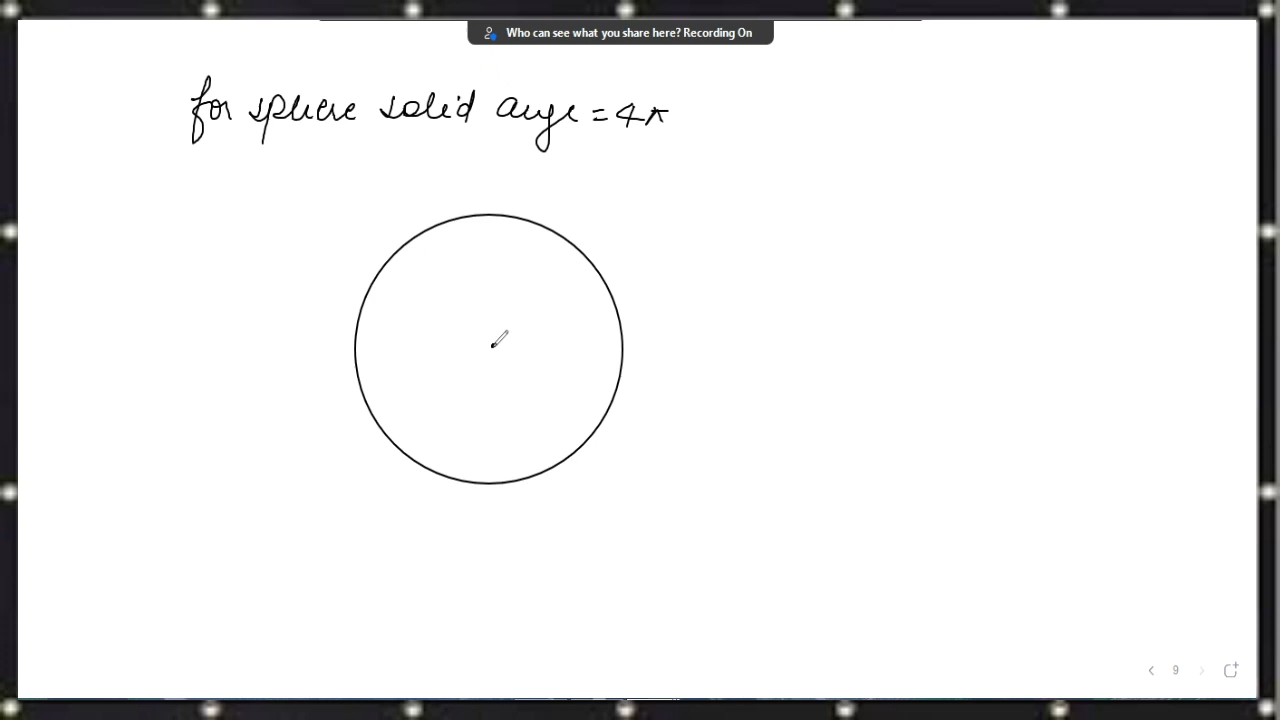 Who can see what you share here? Recording On
for sphere solid angle = 4π
9